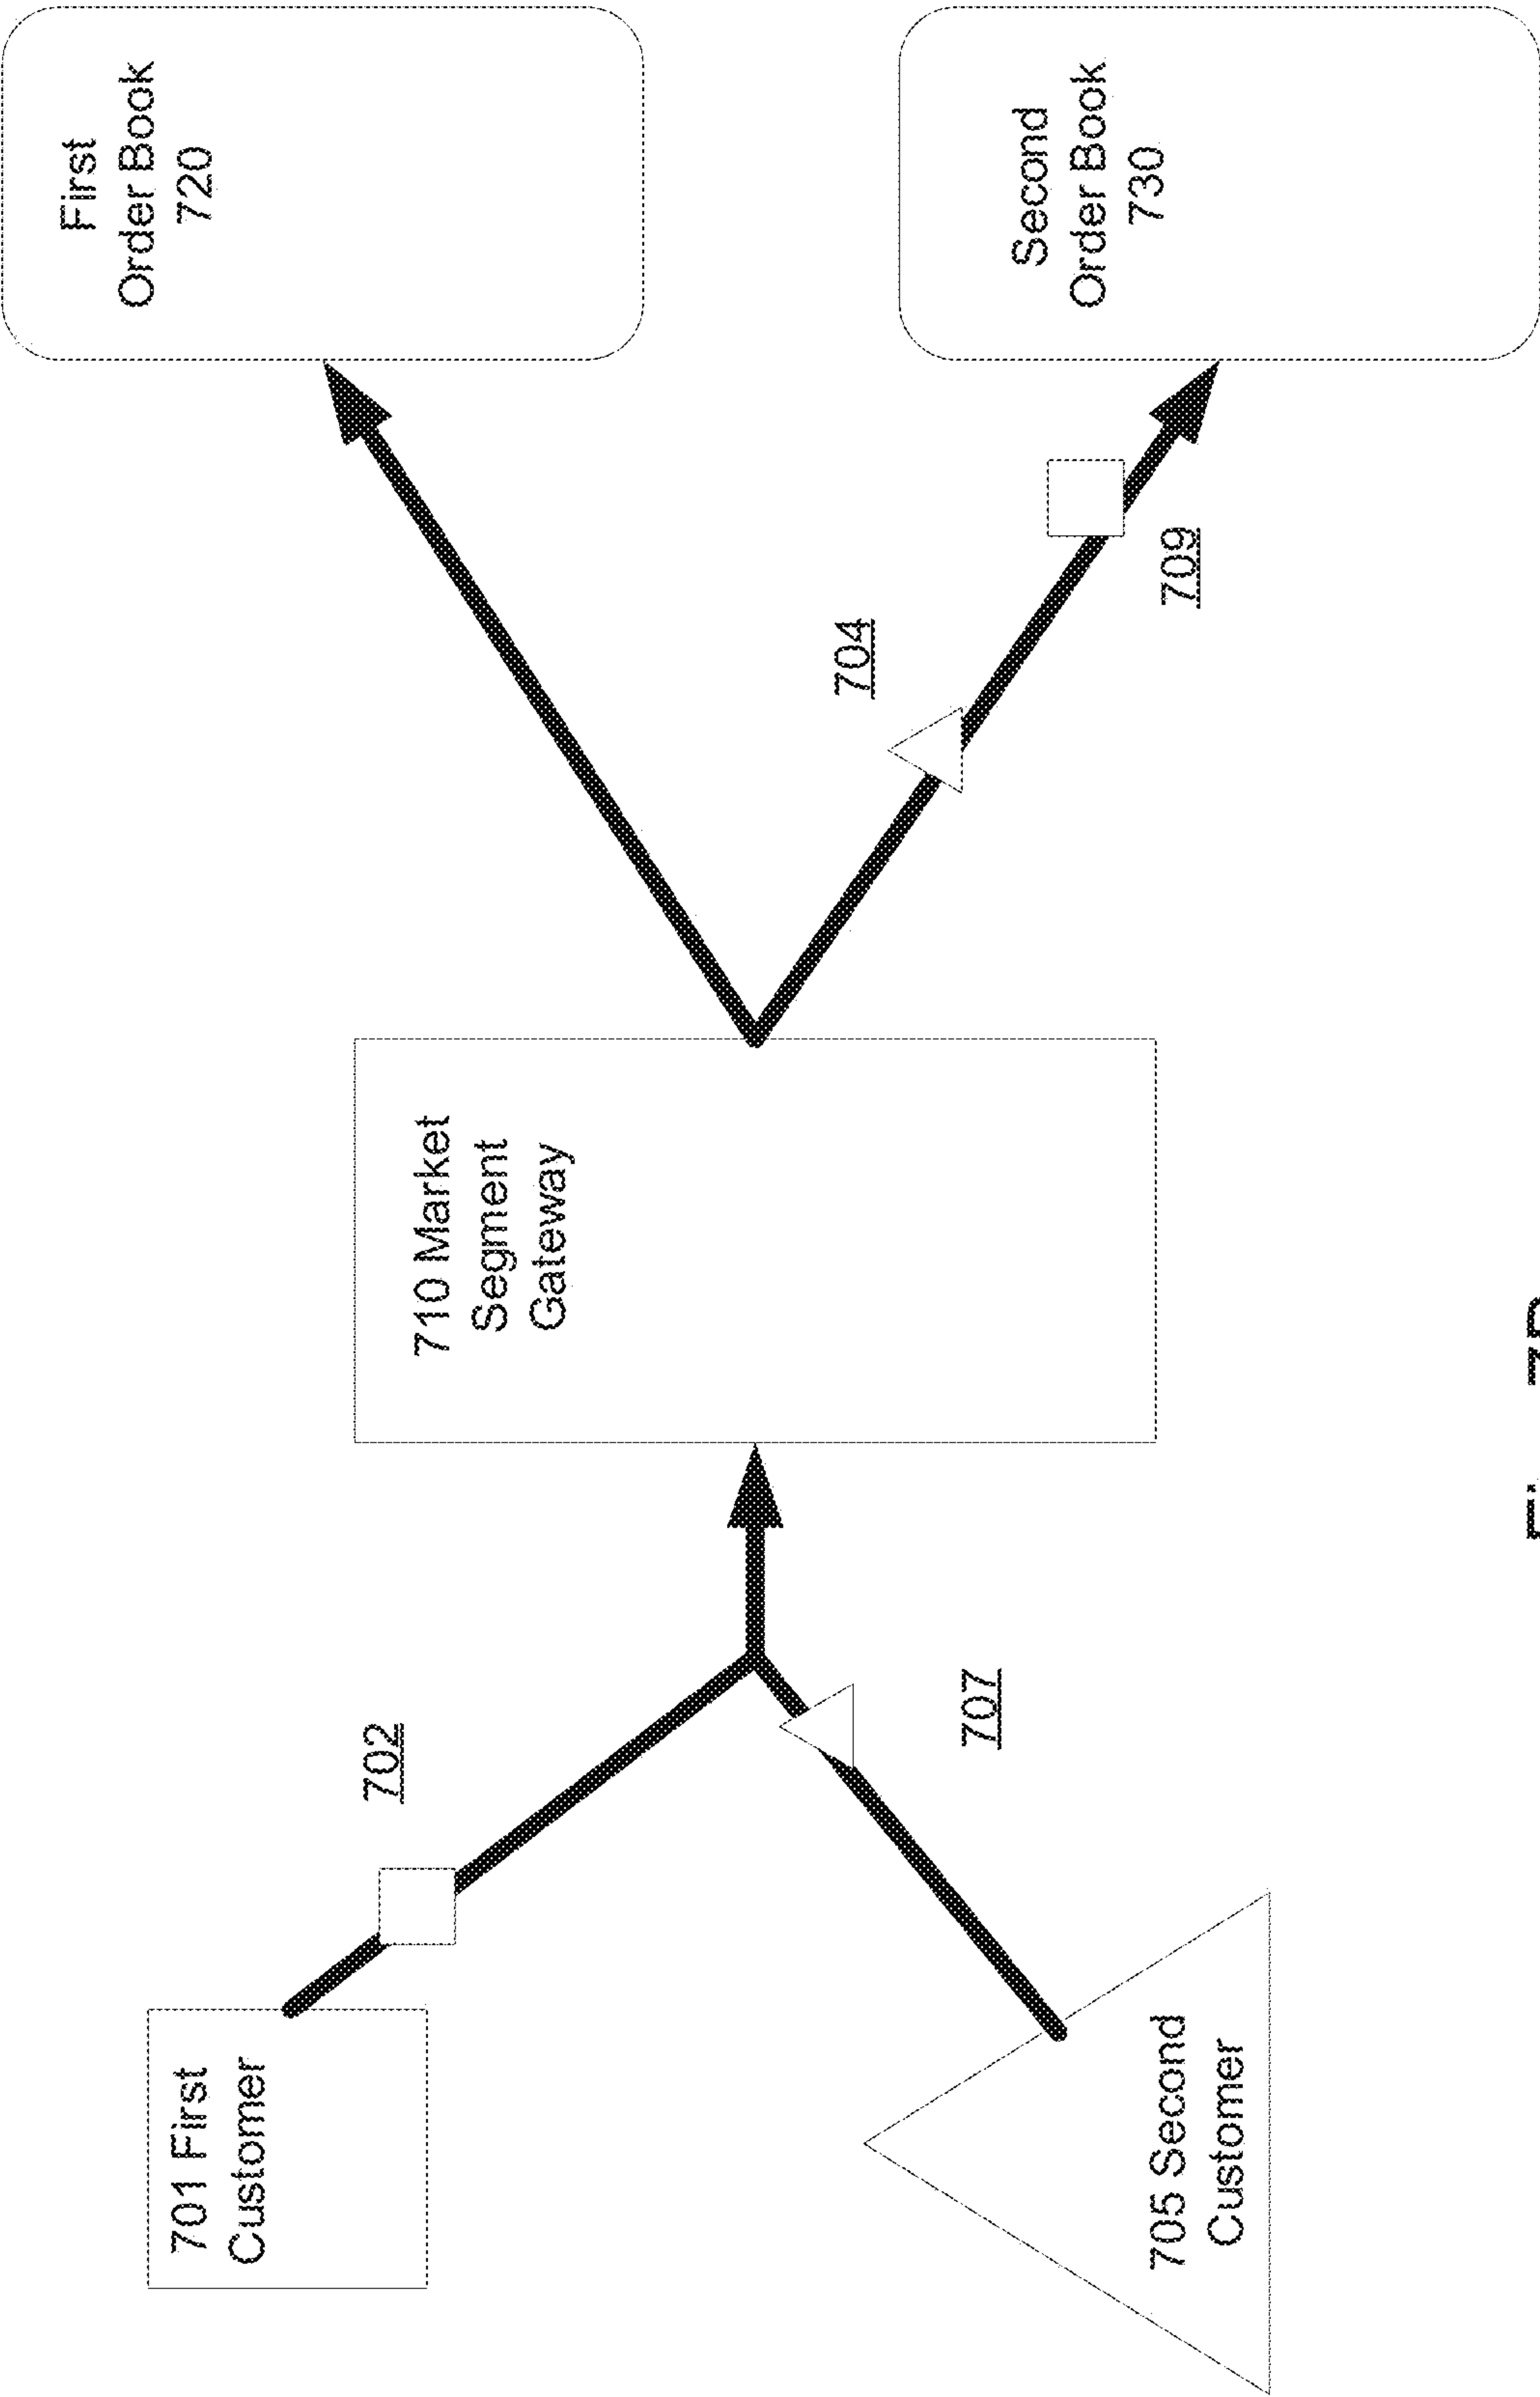 701 First
Customer
702
705 Second
Customer
707
710 Market
Segment
Gateway
704
709
First
Order Book
720
Second
Order Book
730